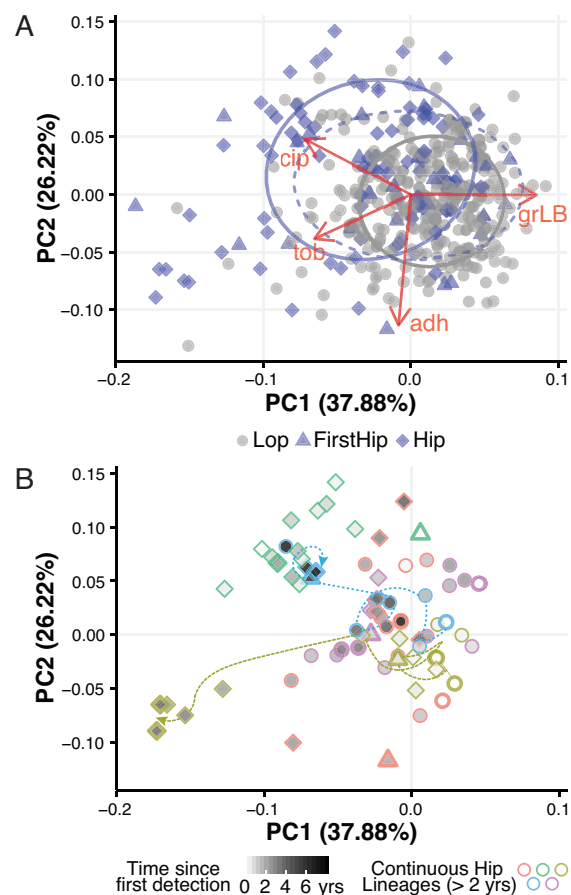 A
0.15
0.10
0.05
0.00
−0.05
−0.10
PC2 (26.22%)
cip
tob
grLB
adh
−0.2
−0.1
0.0
0.1
PC1 (37.88%)
Lop FirstHip Hip
B
0.15
0.10
0.05
0.00
−0.05
−0.10
PC2 (26.22%)
−0.2
−0.1
0.0
0.1
PC1 (37.88%)
Time since
first detection
0 2 4 6 yrs
Continuous Hip
Lineages (> 2 yrs)